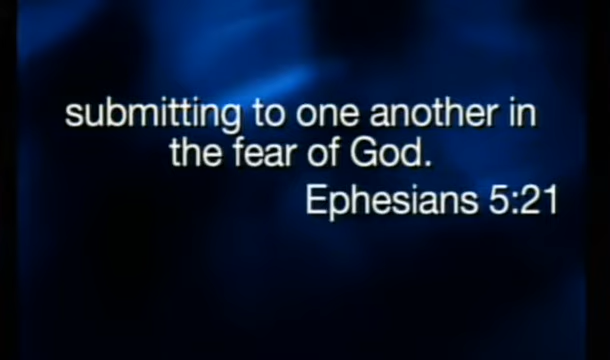 submitting to one another in
the fear of God.
Ephesians 5:21